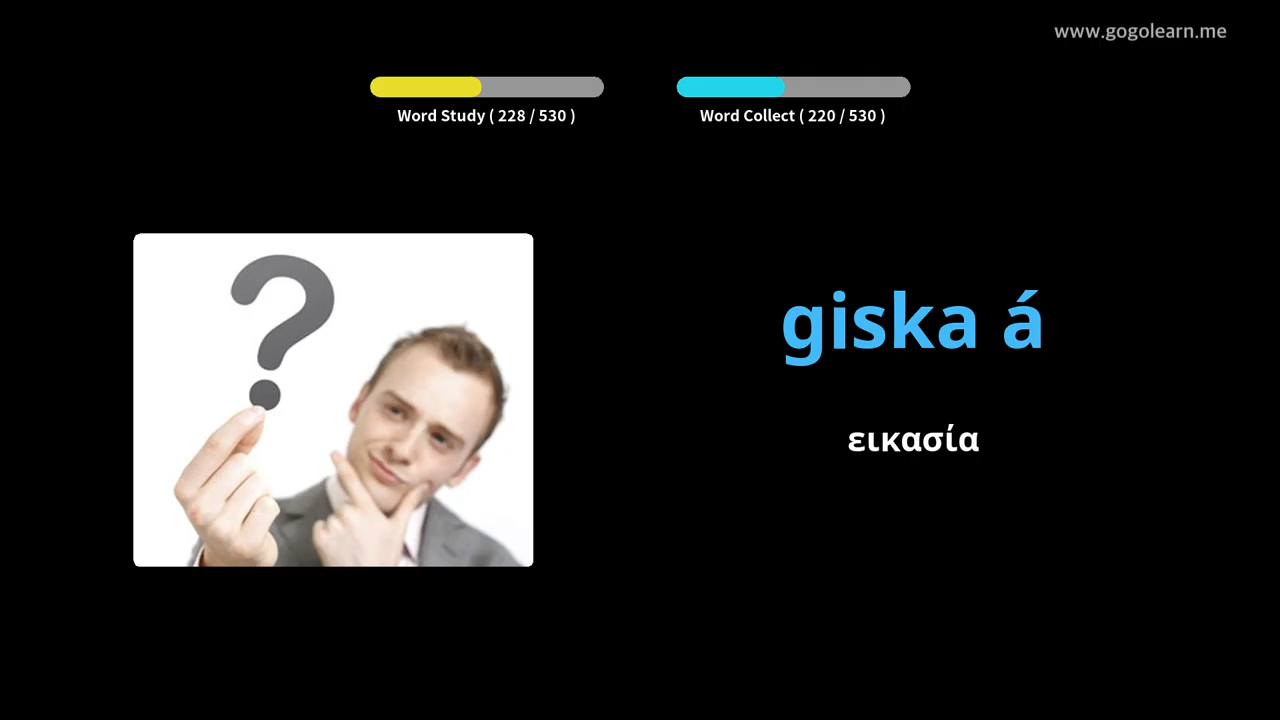 www.gogolearn.me
Word Study ( 228 / 530 )
Word Collect ( 220 / 530 )
giska á
εικασία